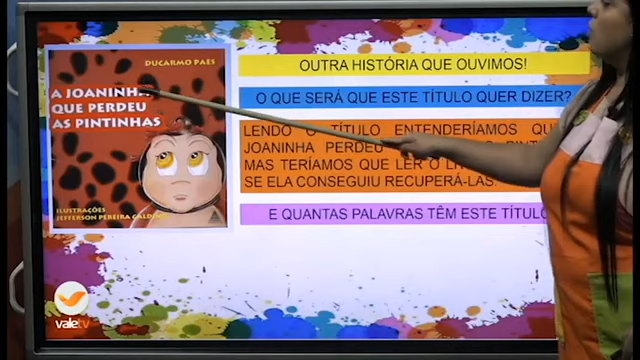 DUCARMO PAES
A JOANINHA
QUE PERDEU
AS PINTINHAS
ILUSTRAÇÕES
JEFFERSON PEREIRA
OUTRA HISTÓRIA QUE OUVIMOS!
O QUE SERÁ QUE ESTE TÍTULO QUER DIZER?
LENDO O TÍTULO ENTENDERÍAMOS
JOANINHA PERDEU
MAS TERÍAMOS QUE LER O
SE ELA CONSEGUIU RECUPERÁ-LAS.
E QUANTAS PALAVRAS TÊM ESTE TÍTULO
valetv